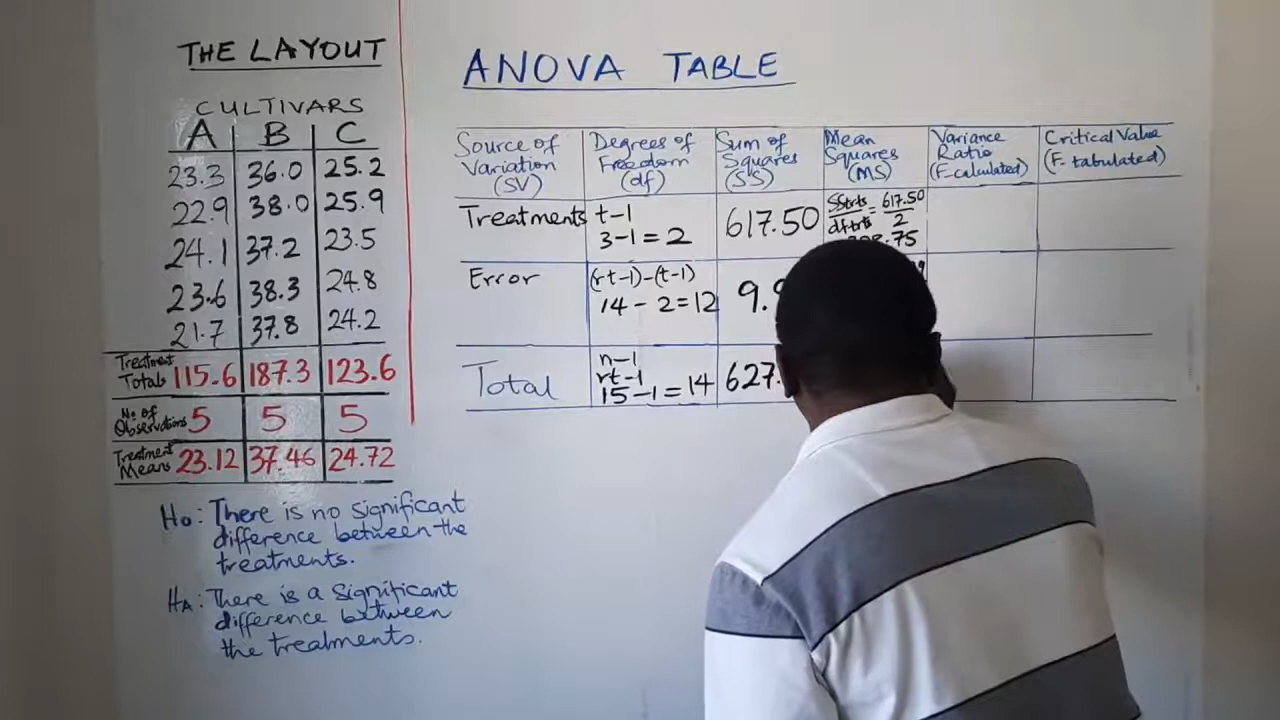 THE LAYOUT
CULTIVARS
A B C
23.3 36.0 25.2
22.9 38.0 25.9
24.1 37.2 23.5
23.6 38.3 24.8
21.7 37.8 24.2
Treatment Totals 115.6 187.3 123.6
No of Observations 5 5 5
Treatment Means 23.12 37.46 24.72
Ho: There is no significant
difference between the
treatments.
HA: There is a significant
difference between
the treatments.
ANOVA TABLE
Source of Variation (SV)
Degrees of Freedom (df)
Sum of Squares (SS)
Mean Squares (MS)
Variance Ratio (F-calculated)
Critical Value (F-tabulated)
Treatments
t-1
3-1=2
617.50
SStrts = 617.50
dftrts 2
.75
Error
(rt-1)-(t-1)
14-2=12
9.
Total
n-1
rt-1
15-1=14
627.